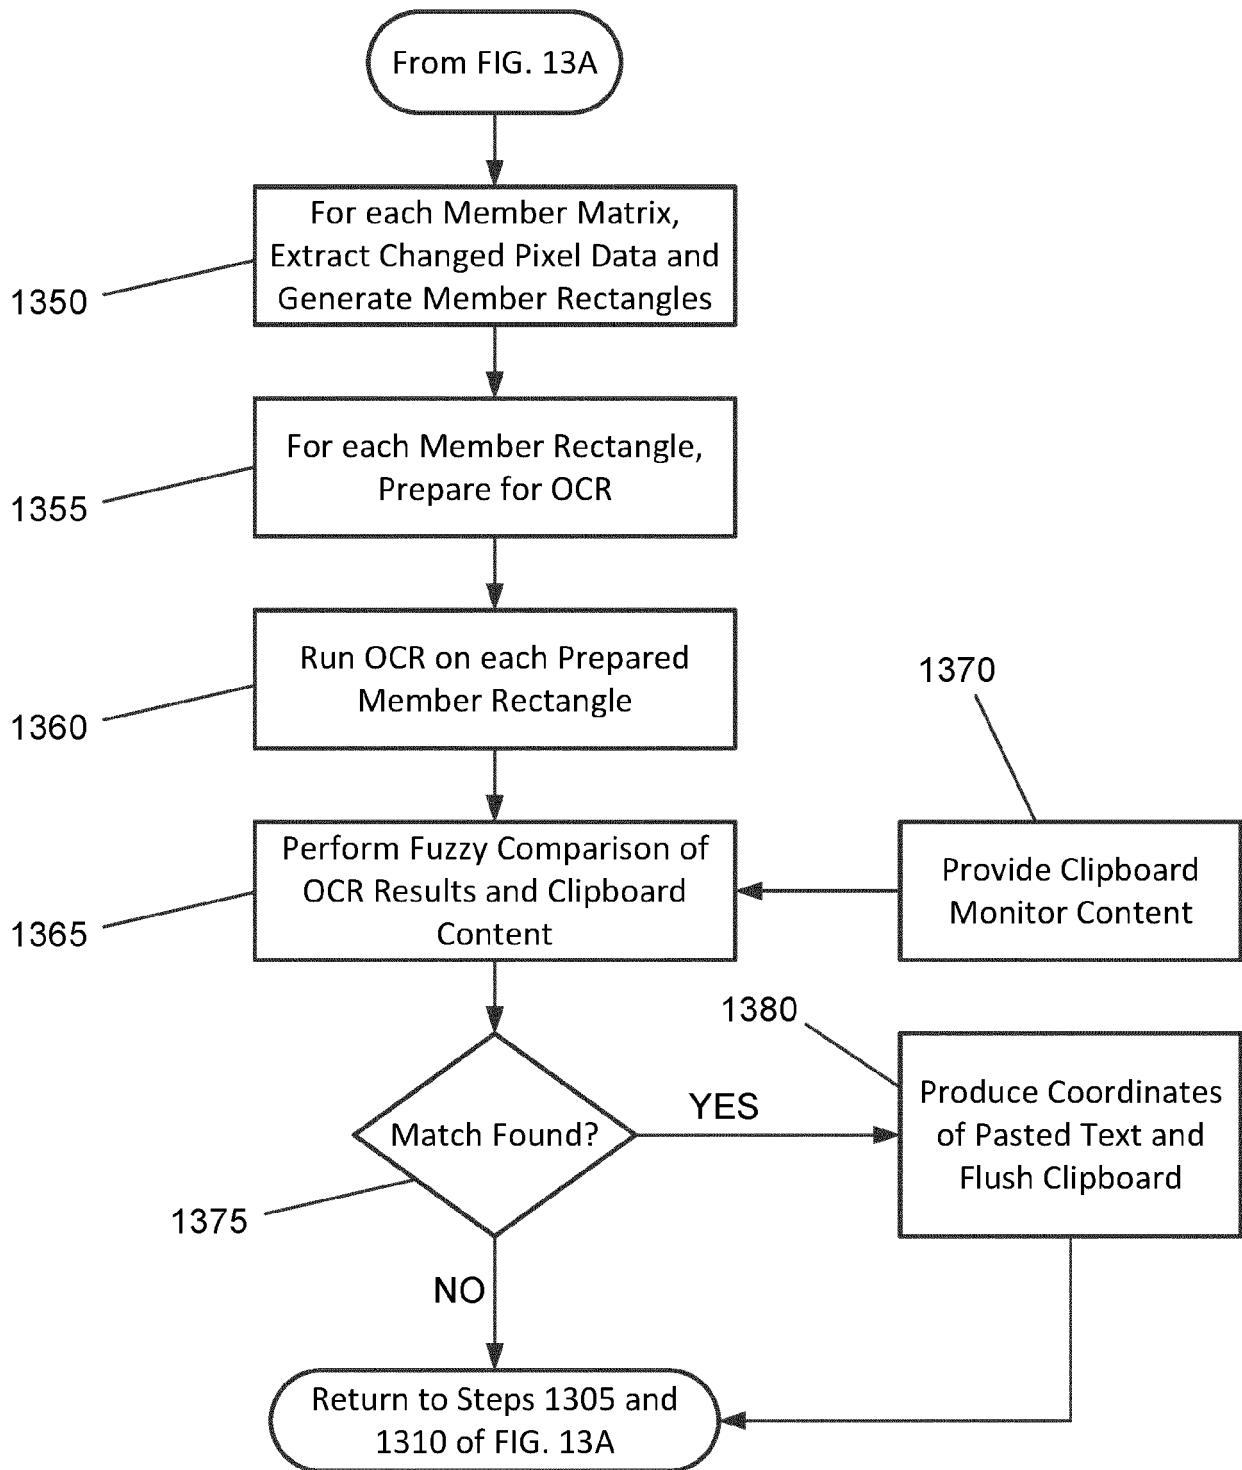 From FIG. 13A
For each Member Matrix,
Extract Changed Pixel Data and
Generate Member Rectangles
1350
For each Member Rectangle,
Prepare for OCR
1355
Run OCR on each Prepared
Member Rectangle
1360
1370
Perform Fuzzy Comparison of
OCR Results and Clipboard
Content
1365
Provide Clipboard
Monitor Content
1380
Match Found?
YES
1375
Produce Coordinates
of Pasted Text and
Flush Clipboard
NO
Return to Steps 1305 and
1310 of FIG. 13A